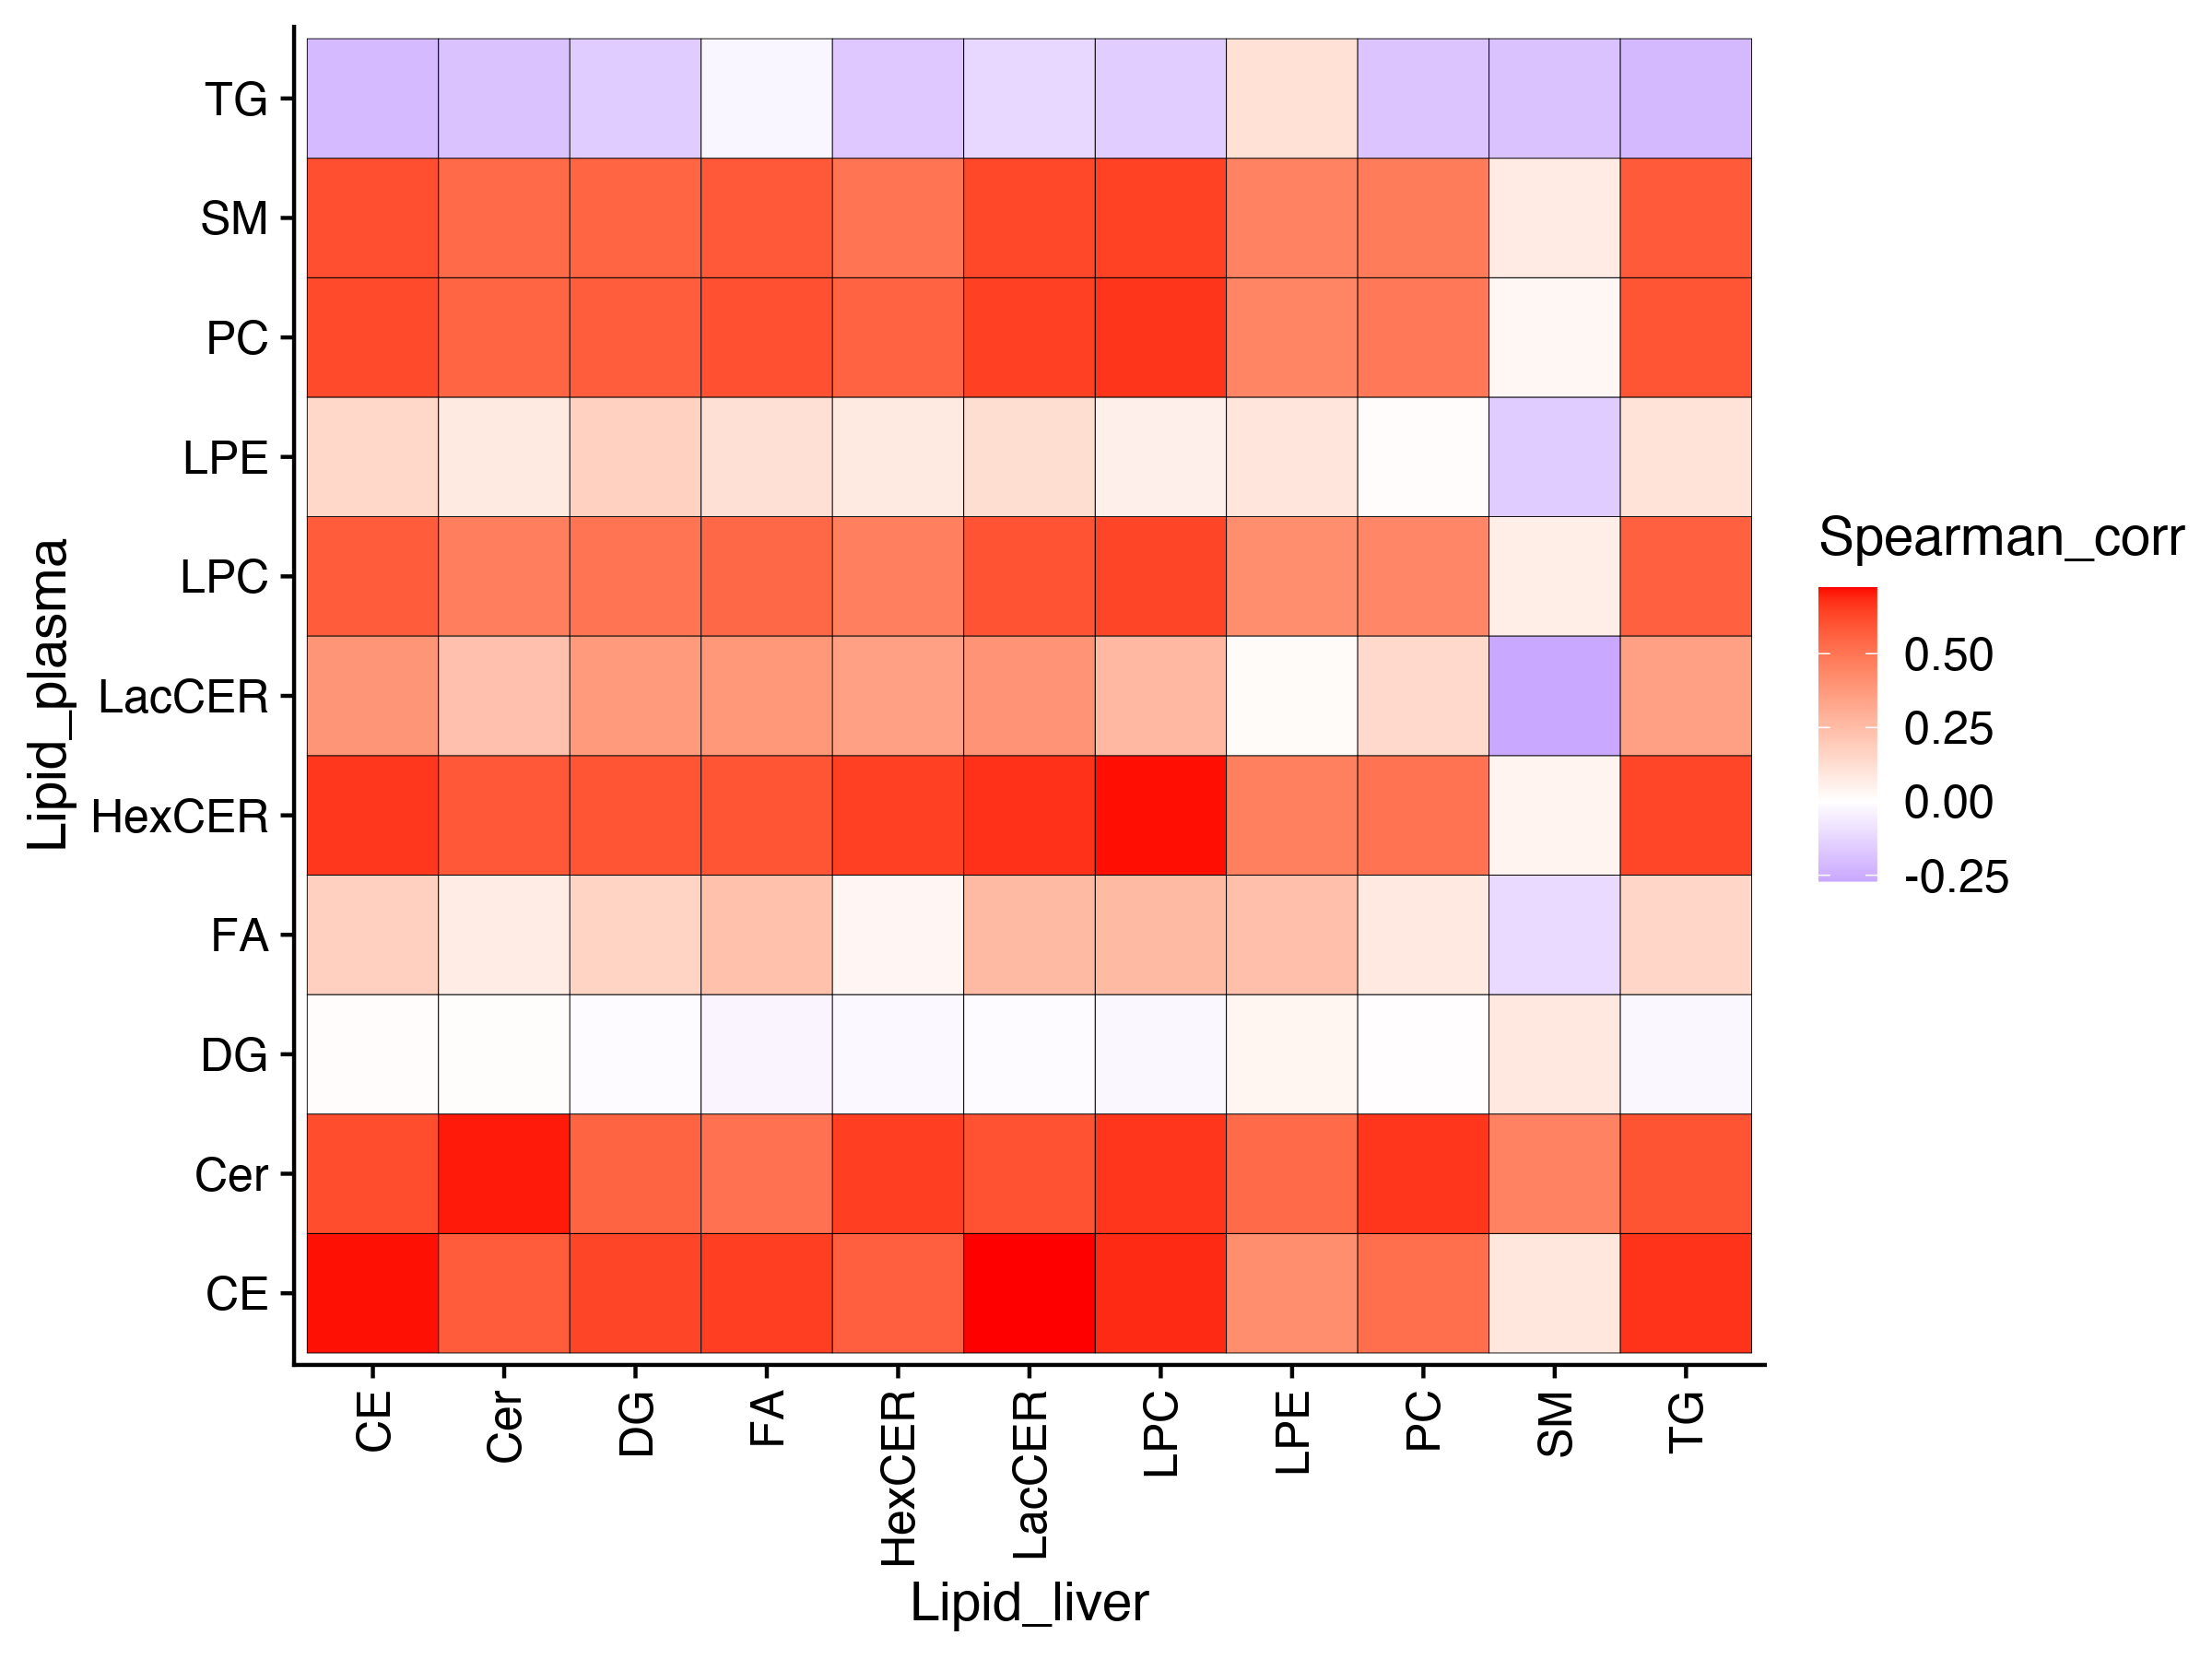 Lipid_plasma
TG
SM
PC
LPE
LPC
LacCER
HexCER
FA
DG
Cer
CE
CE
Cer
DG
FA
HexCER
LacCER
LPC
LPE
PC
SM
TG
Lipid_liver
Spearman_corr
0.50
0.25
0.00
-0.25